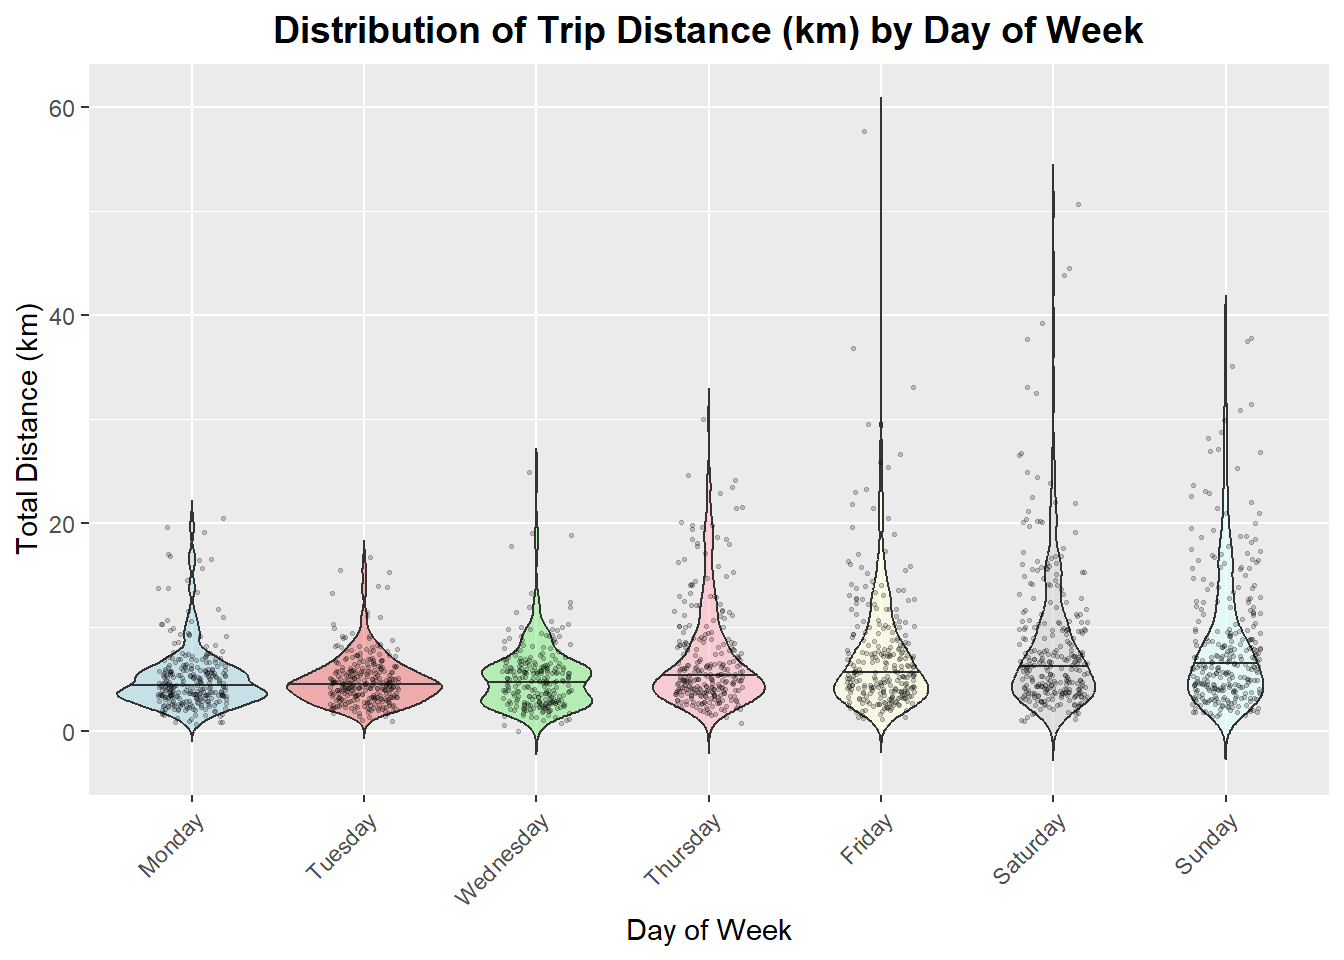 Distribution of Trip Distance (km) by Day of Week
Total Distance (km)
60
40
20
0
Monday
Tuesday
Wednesday
Thursday
Friday
Saturday
Sunday
Day of Week